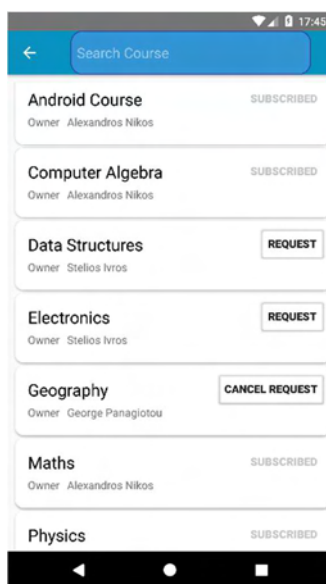 17:45
Search Course
Android Course SUBSCRIBED
Owner Alexandros Nikos
Computer Algebra SUBSCRIBED
Owner Alexandros Nikos
Data Structures REQUEST
Owner Stelios Ivros
Electronics REQUEST
Owner Stelios Ivros
Geography CANCEL REQUEST
Owner George Panagiotou
Maths SUBSCRIBED
Owner Alexandros Nikos
Physics SUBSCRIBED